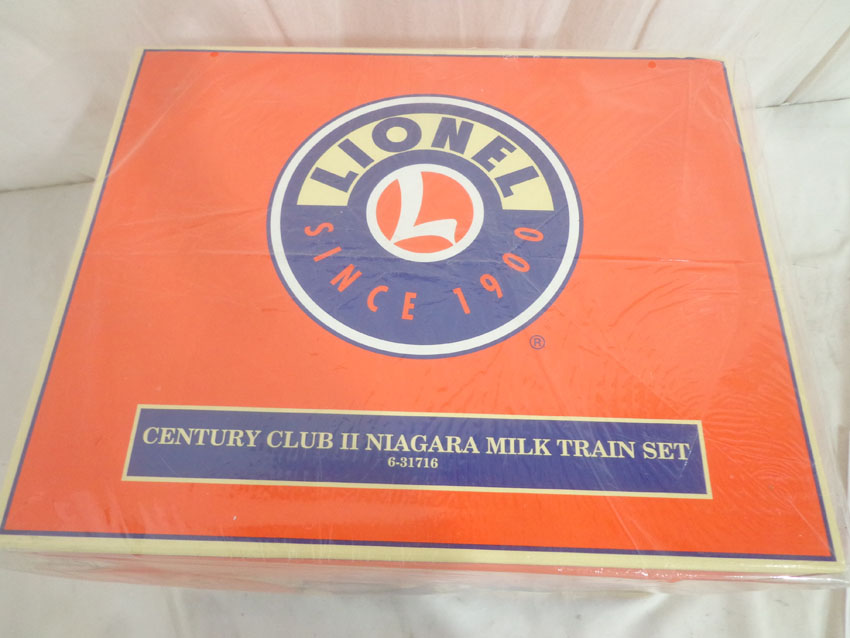 LIONEL
L
SINCE 1900
®
CENTURY CLUB II NIAGARA MILK TRAIN SET
6-31716